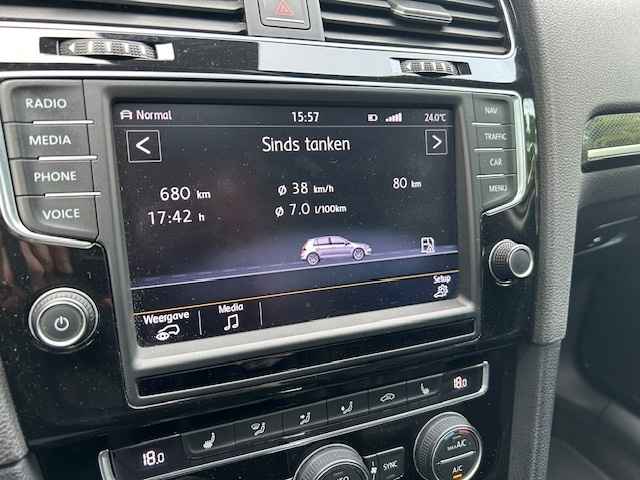 RADIO
MEDIA
PHONE
VOICE
Normal 15:57 24.0°C
< Sinds tanken >
680 km Ø 38 km/h 80 km
17:42 h Ø 7.0 l/100km
Weergave Media Setup
NAV
TRAFFIC
CAR
MENU
18.0 18.0
SYNC
MAX A/C
A/C